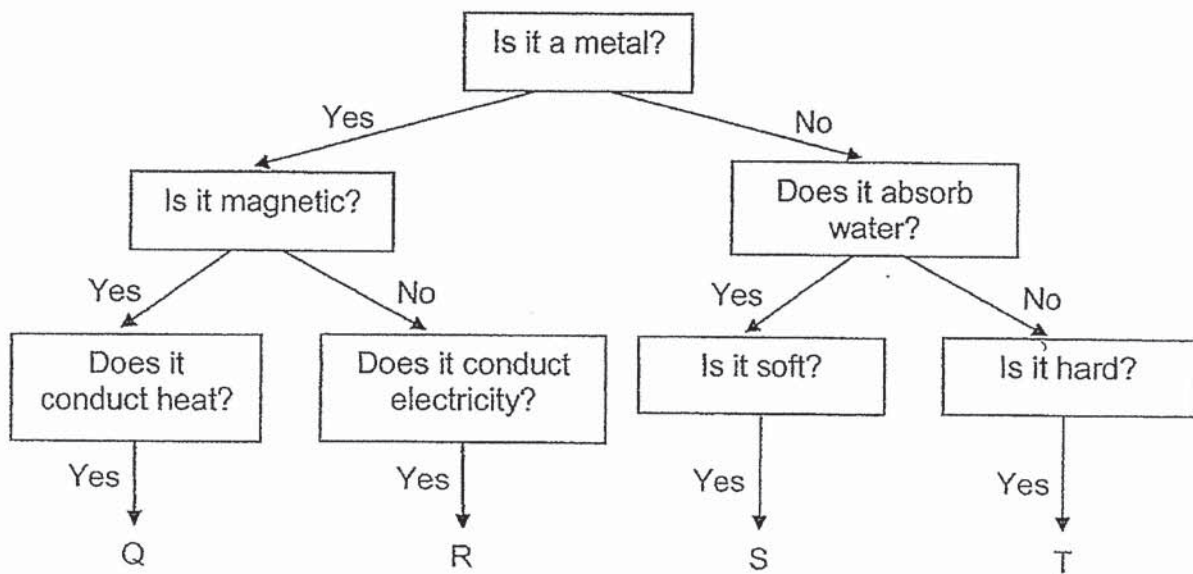 Is it a metal?
Yes
No
Is it magnetic?
Does it absorb
water?
Yes
No
Yes
No
Does it
conduct heat?
Does it conduct
electricity?
Is it soft?
Is it hard?
Yes
Yes
Yes
Yes
Q
R
S
T